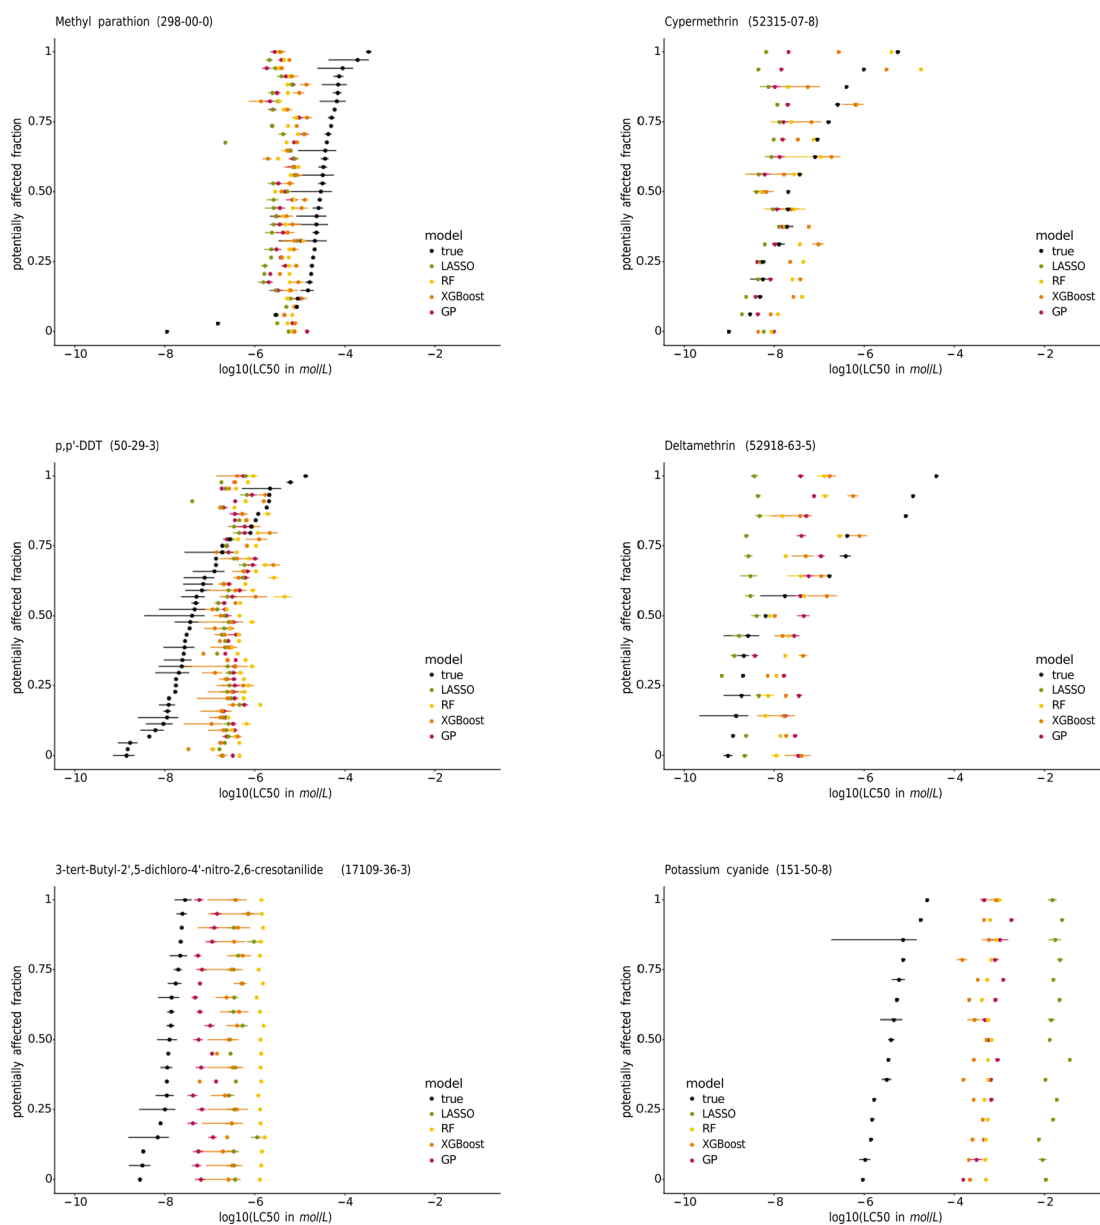 Methyl parathion (298-00-0)
potentially affected fraction
1
0.75
0.50
0.25
0
model
true
LASSO
RF
XGBoost
GP
−10
−8
−6
−4
−2
log10(LC50 in mol/L)
Cypermethrin (52315-07-8)
potentially affected fraction
1
0.75
0.50
0.25
0
model
true
LASSO
RF
XGBoost
GP
−10
−8
−6
−4
−2
log10(LC50 in mol/L)
p,p'-DDT (50-29-3)
potentially affected fraction
1
0.75
0.50
0.25
0
model
true
LASSO
RF
XGBoost
GP
−10
−8
−6
−4
−2
log10(LC50 in mol/L)
Deltamethrin (52918-63-5)
potentially affected fraction
1
0.75
0.50
0.25
0
model
true
LASSO
RF
XGBoost
GP
−10
−8
−6
−4
−2
log10(LC50 in mol/L)
3-tert-Butyl-2',5-dichloro-4'-nitro-2,6-cresotanilide (17109-36-3)
potentially affected fraction
1
0.75
0.50
0.25
0
model
true
LASSO
RF
XGBoost
GP
−10
−8
−6
−4
−2
log10(LC50 in mol/L)
Potassium cyanide (151-50-8)
potentially affected fraction
1
0.75
0.50
0.25
0
model
true
LASSO
RF
XGBoost
GP
−10
−8
−6
−4
−2
log10(LC50 in mol/L)